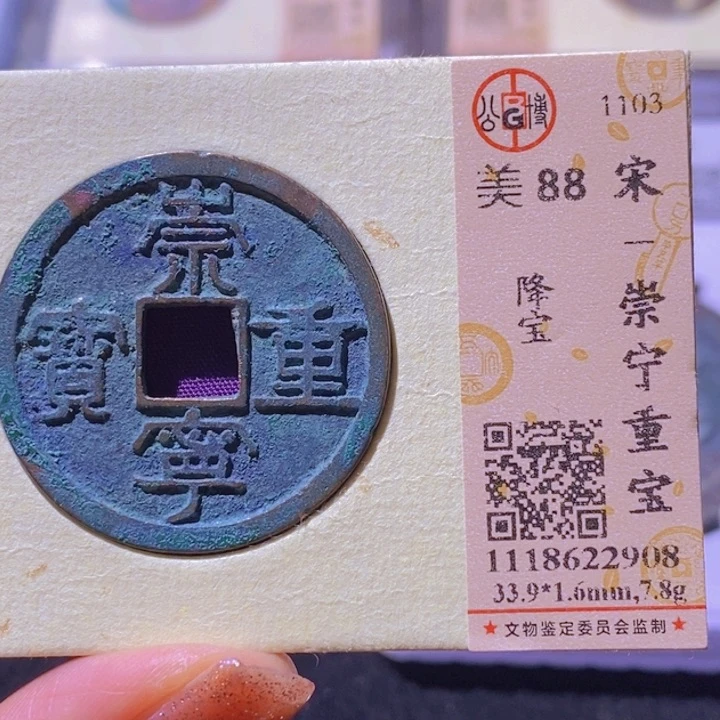 崇
寧
重
寶
公 BG 博
1103
美 88
宋一崇宁重宝
降宝
1118622908
33.9*1.6mm,7.8g
★ 文物鉴定委员会监制 ★